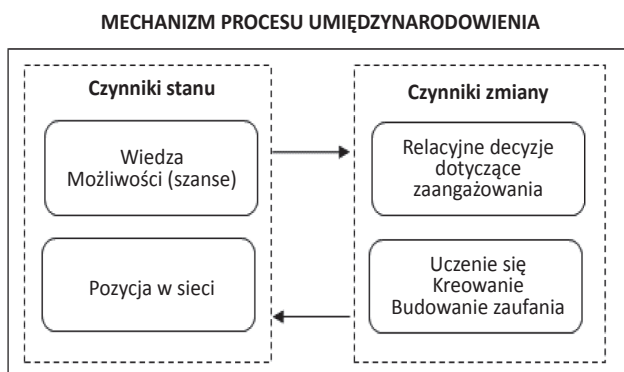 MECHANIZM PROCESU UMIĘDZYNARODOWIENIA
Czynniki stanu
Wiedza
Możliwości (szanse)
Pozycja w sieci
Czynniki zmiany
Relacyjne decyzje
dotyczące
zaangażowania
Uczenie się
Kreowanie
Budowanie zaufania